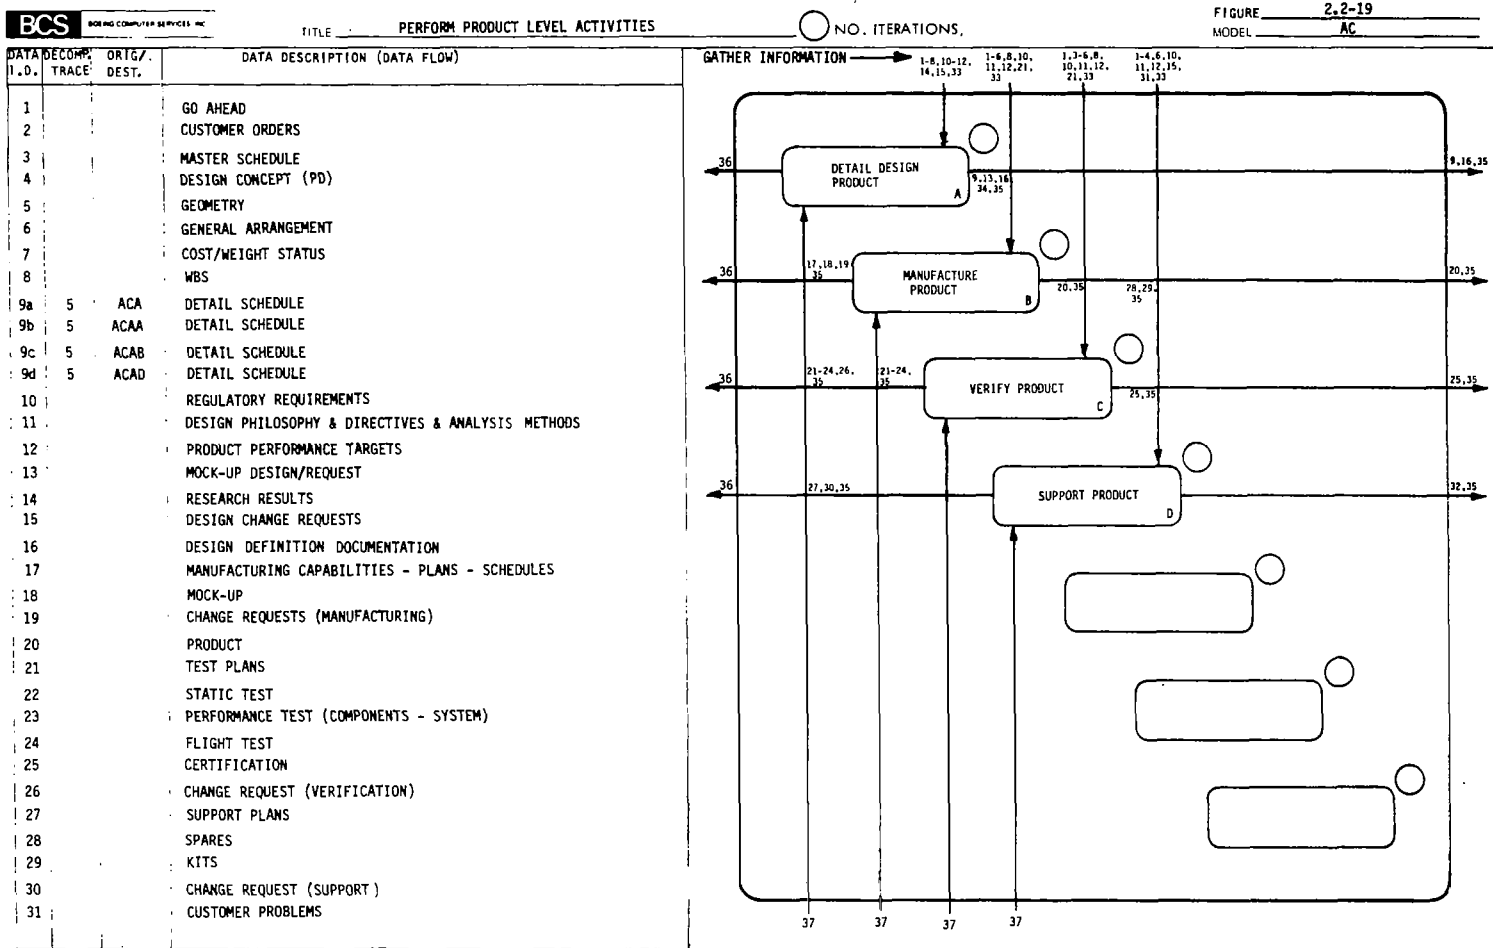 BCS BOEING COMPUTER SERVICES INC
TITLE PERFORM PRODUCT LEVEL ACTIVITIES
NO. ITERATIONS,
FIGURE 2.2-19
MODEL AC
DATA I.D. DECOMP. TRACE ORIG/. DEST. DATA DESCRIPTION (DATA FLOW)
1 GO AHEAD
2 CUSTOMER ORDERS
3 MASTER SCHEDULE
4 DESIGN CONCEPT (PD)
5 GEOMETRY
6 GENERAL ARRANGEMENT
7 COST/WEIGHT STATUS
8 WBS
9a 5 ACA DETAIL SCHEDULE
9b 5 ACAA DETAIL SCHEDULE
9c 5 ACAB DETAIL SCHEDULE
9d 5 ACAD DETAIL SCHEDULE
10 REGULATORY REQUIREMENTS
11 DESIGN PHILOSOPHY & DIRECTIVES & ANALYSIS METHODS
12 PRODUCT PERFORMANCE TARGETS
13 MOCK-UP DESIGN/REQUEST
14 RESEARCH RESULTS
15 DESIGN CHANGE REQUESTS
16 DESIGN DEFINITION DOCUMENTATION
17 MANUFACTURING CAPABILITIES - PLANS - SCHEDULES
18 MOCK-UP
19 CHANGE REQUESTS (MANUFACTURING)
20 PRODUCT
21 TEST PLANS
22 STATIC TEST
23 PERFORMANCE TEST (COMPONENTS - SYSTEM)
24 FLIGHT TEST
25 CERTIFICATION
26 CHANGE REQUEST (VERIFICATION)
27 SUPPORT PLANS
28 SPARES
29 KITS
30 CHANGE REQUEST (SUPPORT)
31 CUSTOMER PROBLEMS
GATHER INFORMATION
1-8,10-12,
14,15,33
1-6,8,10,
11,12,21,
33
1,3-6,8,
10,11,12,
21,33
1-4,6,10,
11,12,15,
31,33
36
DETAIL DESIGN
PRODUCT
A
9,13,16
34,35
9,16,35
36
17,18,19
35
MANUFACTURE
PRODUCT
B
20,35
28,29,
35
20,35
36
21-24,26,
35
21-24,
35
VERIFY PRODUCT
C
25,35
25,35
36
27,30,35
SUPPORT PRODUCT
D
32,35
37
37
37
37